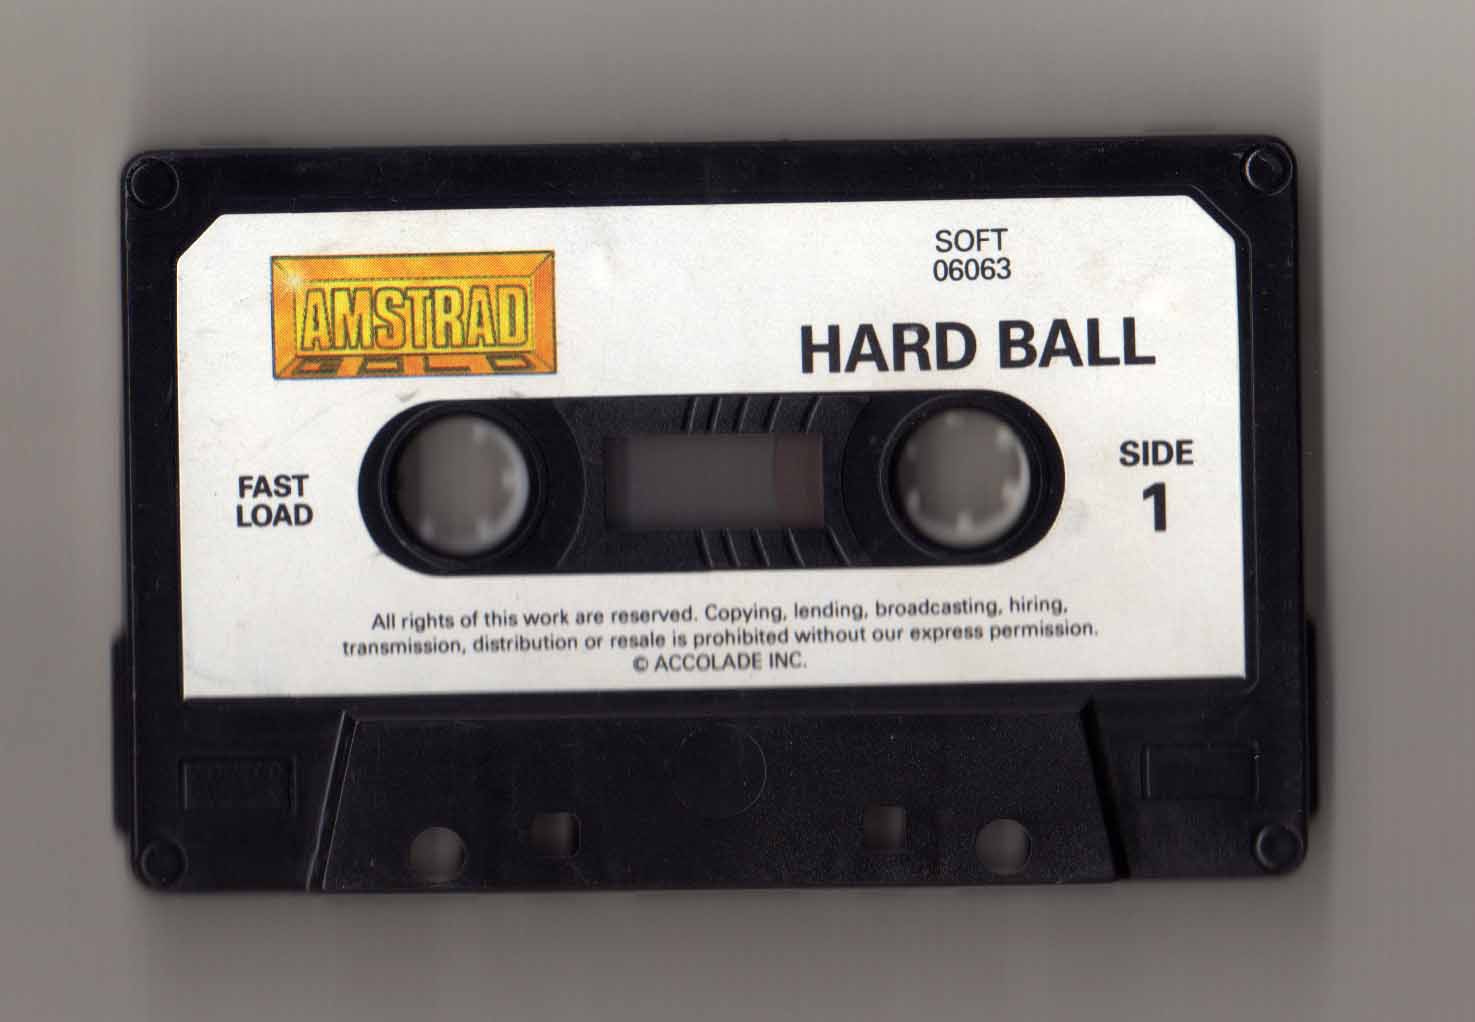 AMSTRAD
SOFT
06063
HARD BALL
FAST
LOAD
SIDE
1
All rights of this work are reserved. Copying, lending, broadcasting, hiring,
transmission, distribution or resale is prohibited without our express permission.
© ACCOLADE INC.